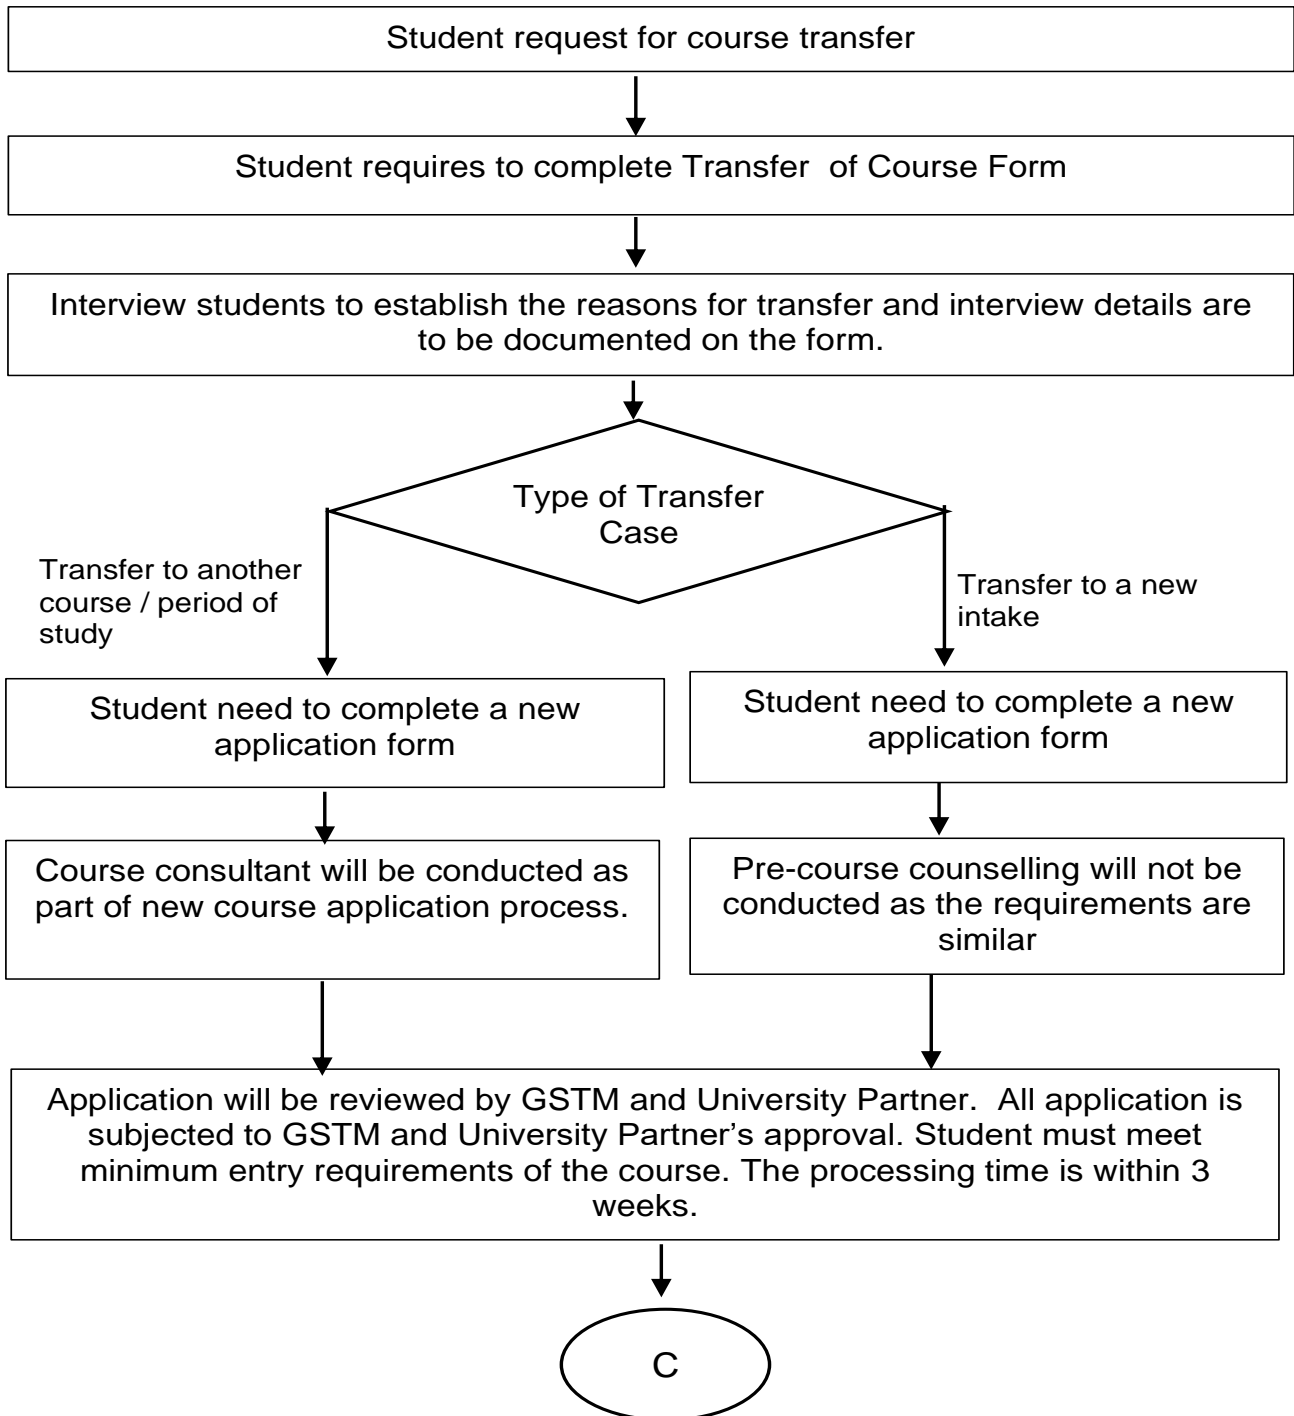 Student request for course transfer
Student requires to complete Transfer  of Course Form
Interview students to establish the reasons for transfer and interview details are
to be documented on the form.
Type of Transfer
Case
Transfer to another
course / period of
study
Transfer to a new
intake
Student need to complete a new
application form
Student need to complete a new
application form
Course consultant will be conducted as
part of new course application process.
Pre-course counselling will not be
conducted as the requirements are
similar
Application will be reviewed by GSTM and University Partner.  All application is
subjected to GSTM and University Partner’s approval. Student must meet
minimum entry requirements of the course. The processing time is within 3
weeks.
C